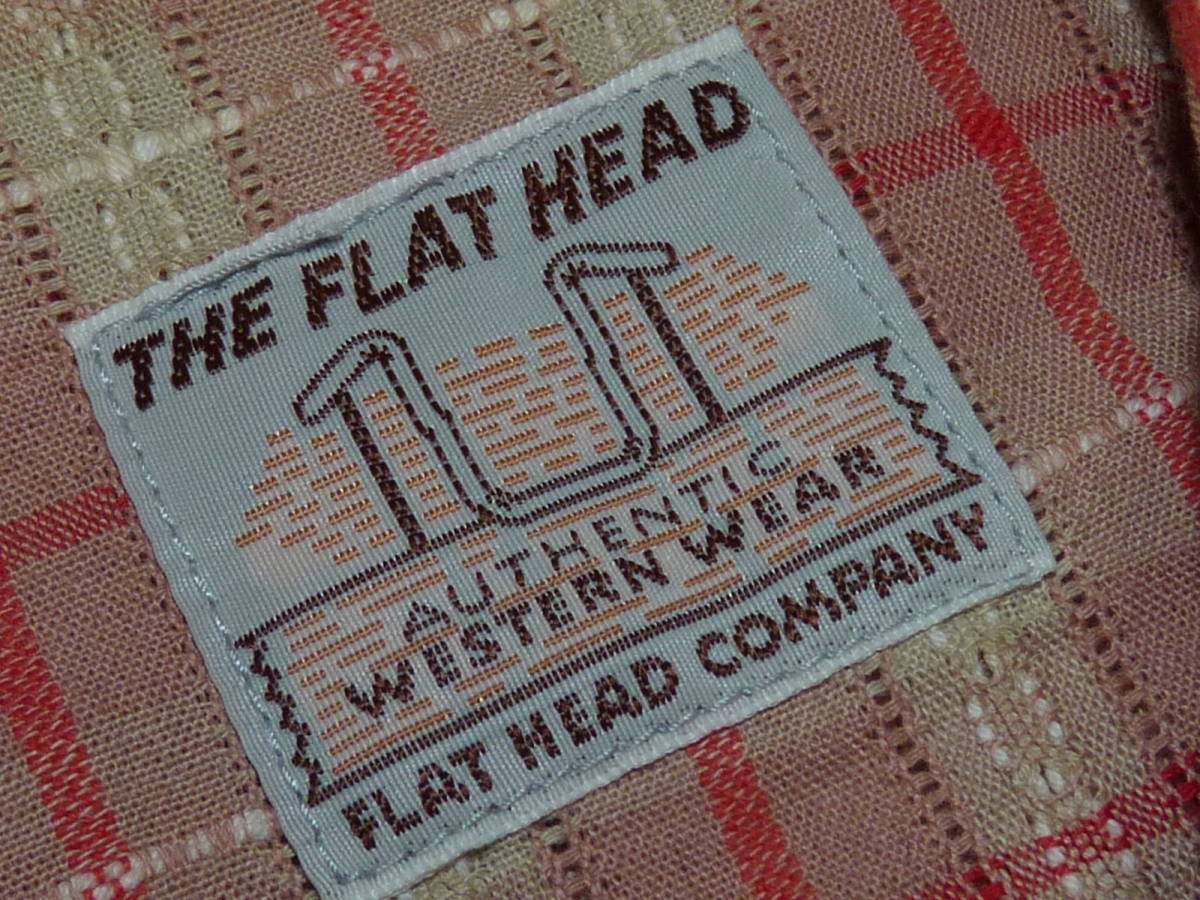 THE FLAT HEAD
AUTHENTIC
WESTERN WEAR
FLAT HEAD COMPANY